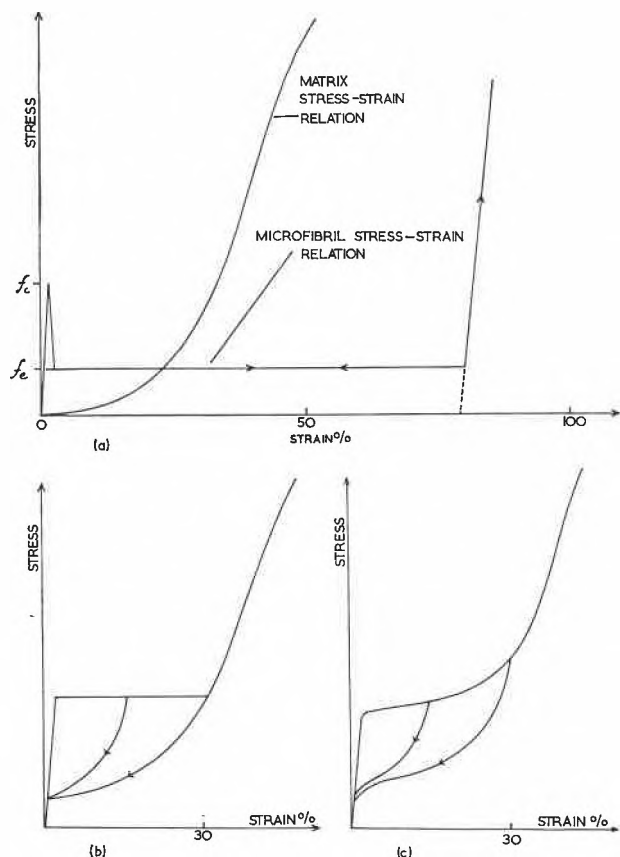 STRESS
MATRIX
STRESS-STRAIN
RELATION
MICROFIBRIL STRESS-STRAIN
RELATION
fc
fe
0
50
100
STRAIN%
(a)
STRESS
30
STRAIN%
(b)
STRESS
30
STRAIN %
(c)